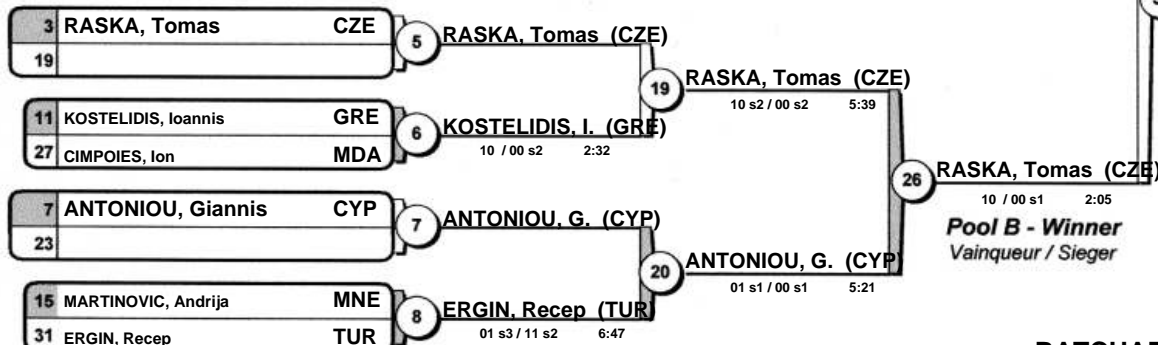 3 RASKA, Tomas CZE
19
5
RASKA, Tomas (CZE)
11 KOSTELIDIS, Ioannis GRE
27 CIMPOIES, Ion MDA
6
KOSTELIDIS, I. (GRE)
10 / 00 s2 2:32
19
RASKA, Tomas (CZE)
10 s2 / 00 s2 5:39
7 ANTONIOU, Giannis CYP
23
7
ANTONIOU, G. (CYP)
15 MARTINOVIC, Andrija MNE
31 ERGIN, Recep TUR
8
ERGIN, Recep (TUR)
01 s3 / 11 s2 6:47
20
ANTONIOU, G. (CYP)
01 s1 / 00 s1 5:21
26
RASKA, Tomas (CZE)
10 / 00 s1 2:05
Pool B - Winner
Vainqueur / Sieger